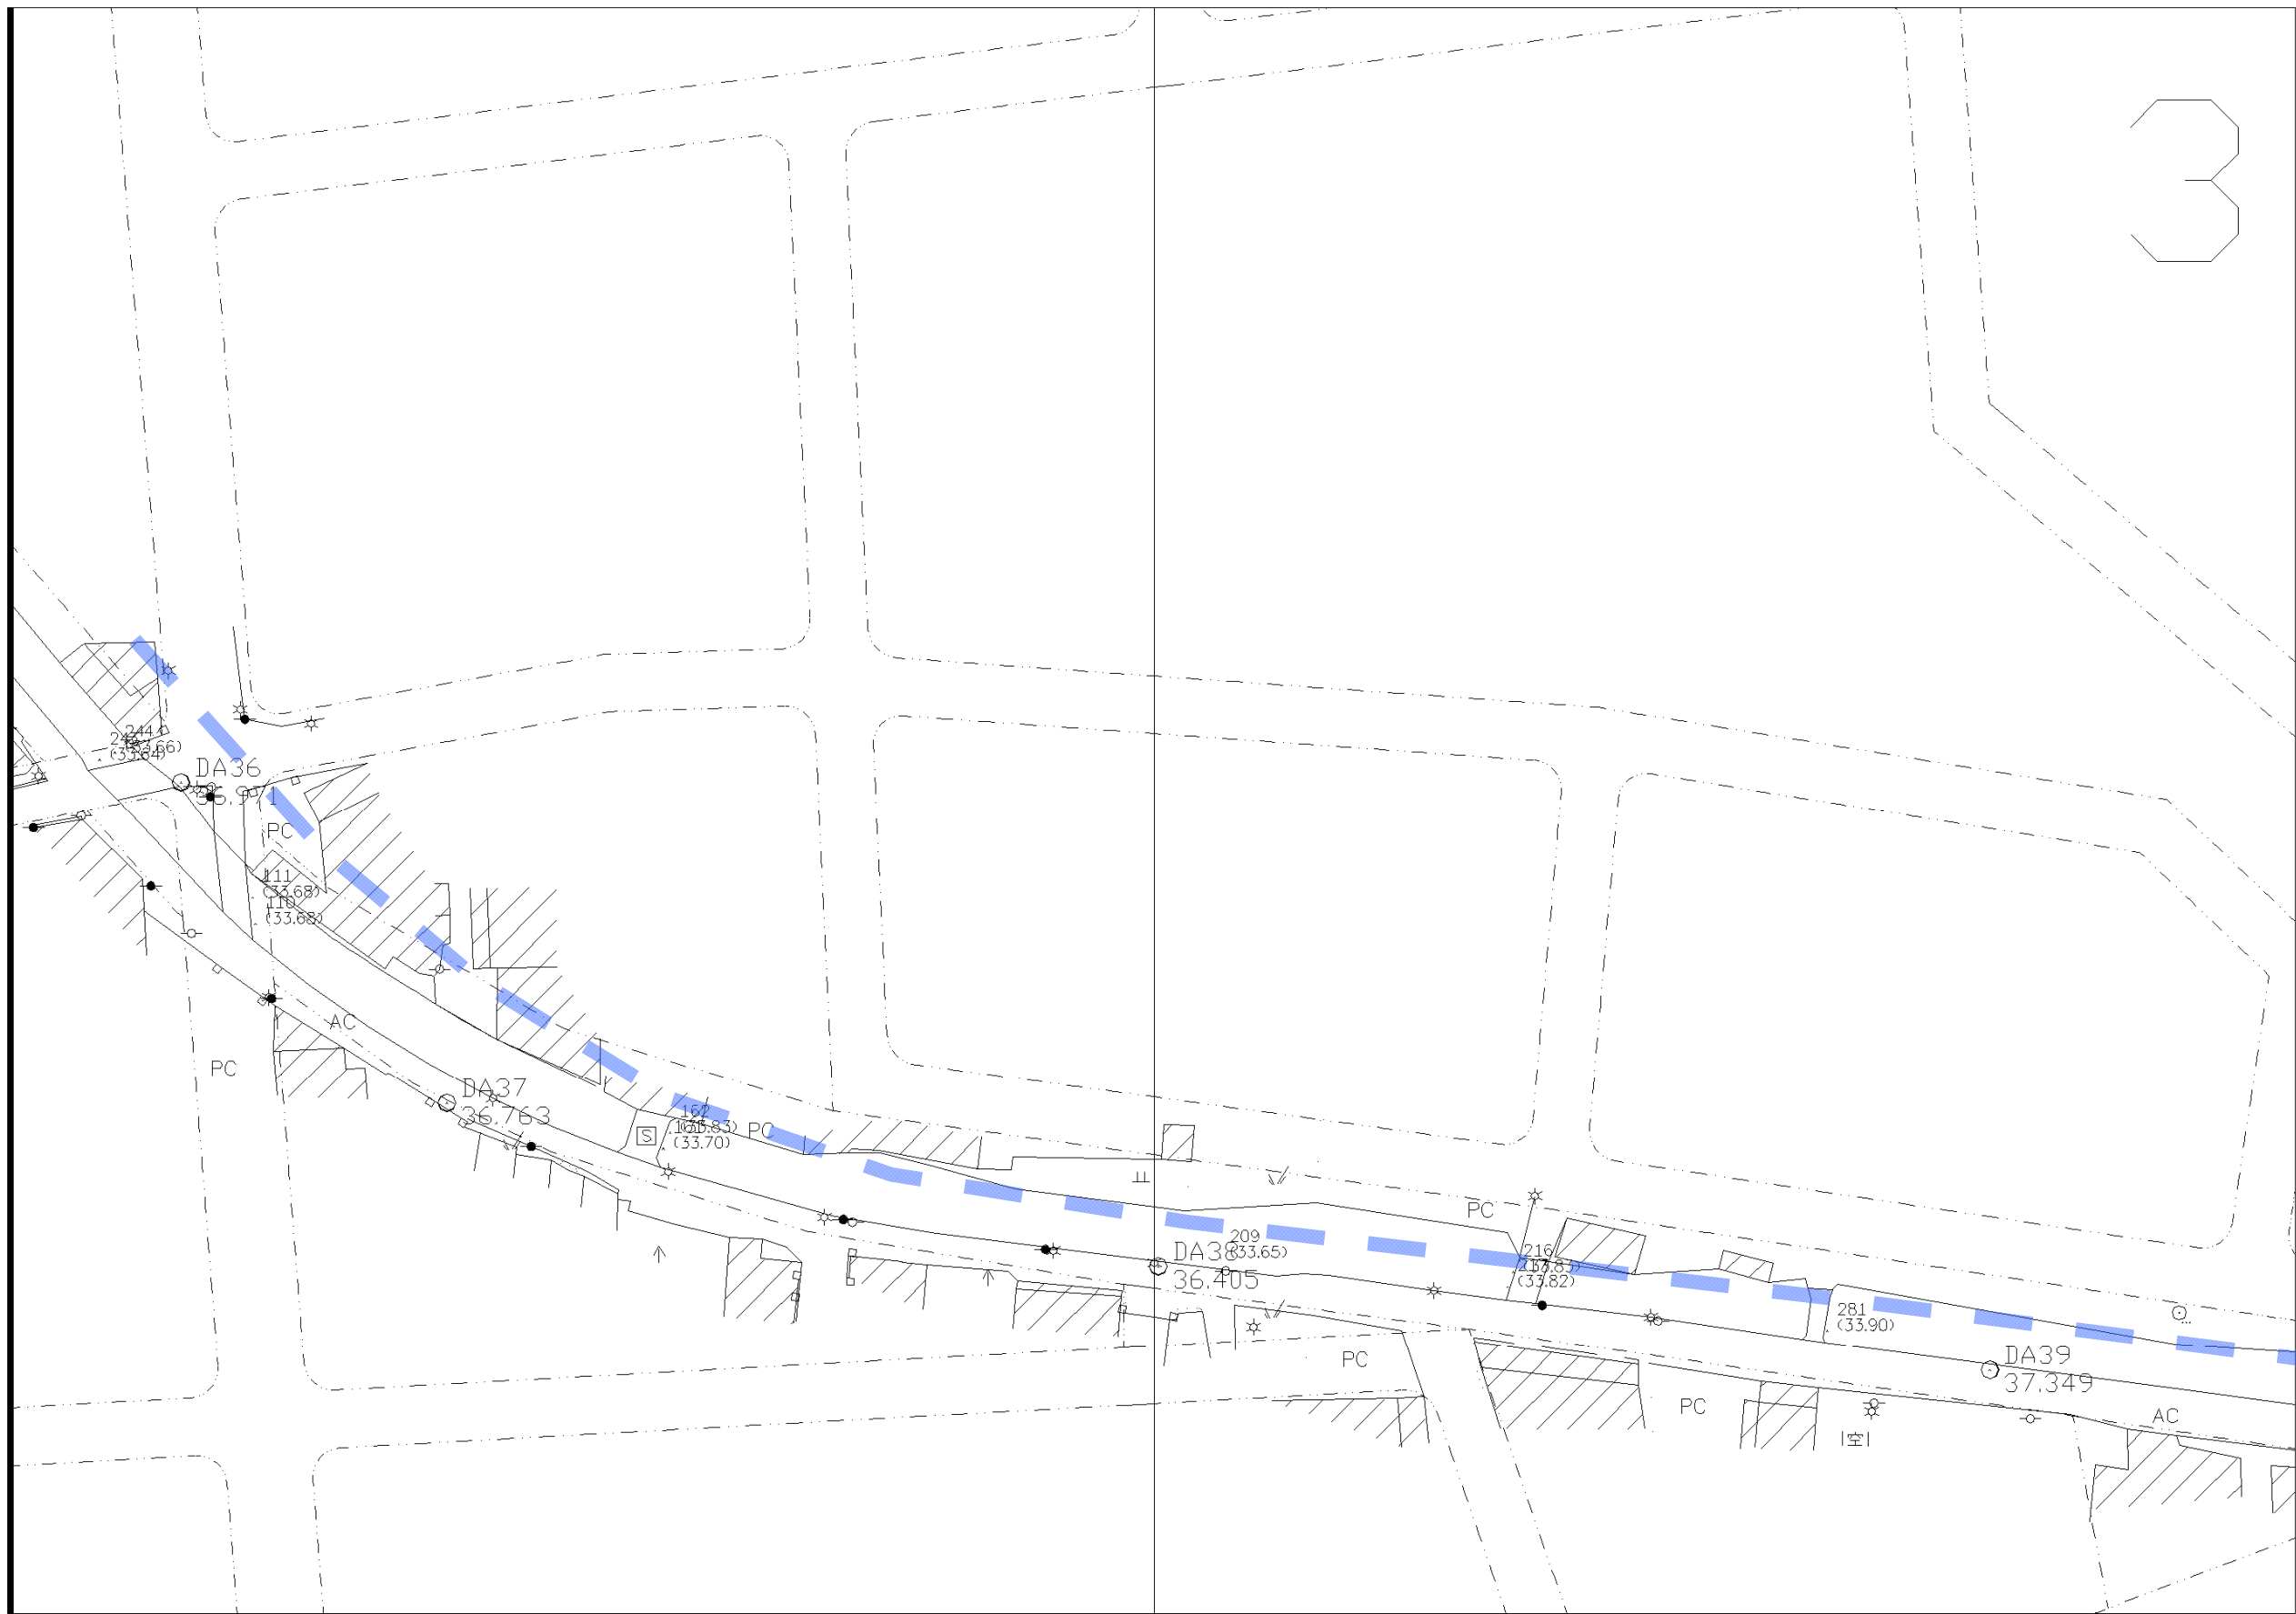 3
DA36
PC
111
(33.68)
110
(33.68)
AC
PC
DA37
36.763
162
(33.70)
PC
S
DA38
36.405
209
(33.65)
PC
216
(33.82)
281
(33.90)
DA39
37.349
PC
PC
AC
空